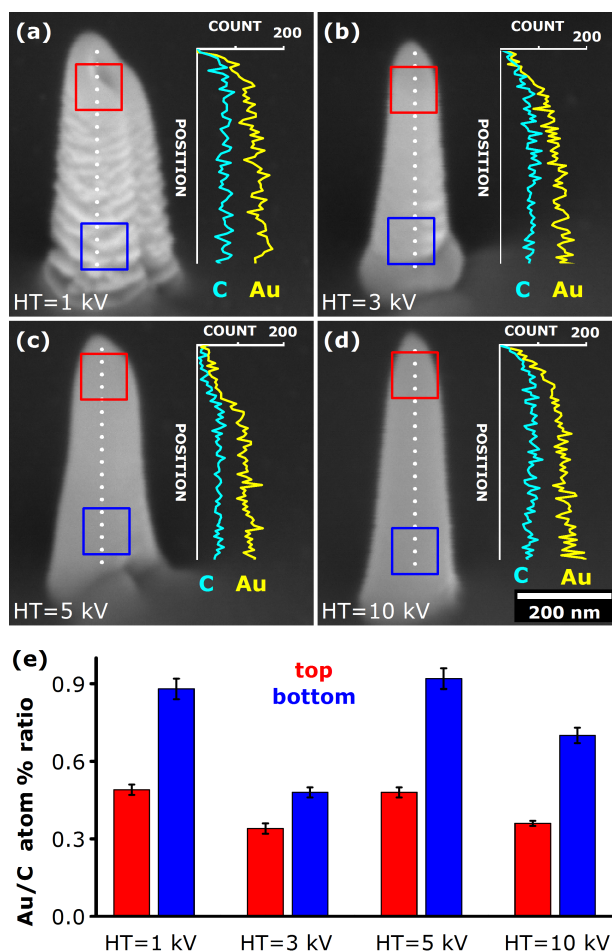 (a)
COUNT
200
POSITION
C Au
HT=1 kV
(b)
COUNT
200
POSITION
C Au
HT=3 kV
(c)
COUNT
200
POSITION
C Au
HT=5 kV
(d)
COUNT
200
POSITION
C Au
HT=10 kV
200 nm
(e)
top
bottom
Au/C atom % ratio
0.9
0.6
0.3
0.0
HT=1 kV HT=3 kV HT=5 kV HT=10 kV